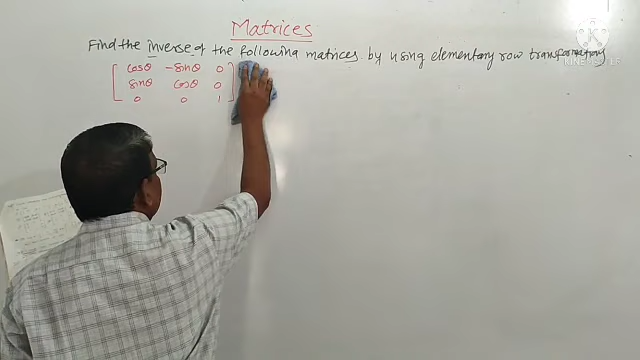 Matrices
Find the inverse of the following matrices by using elementary row transformations
cosθ -sinθ 0
sinθ cosθ 0
0 0 1
KINEMASTER